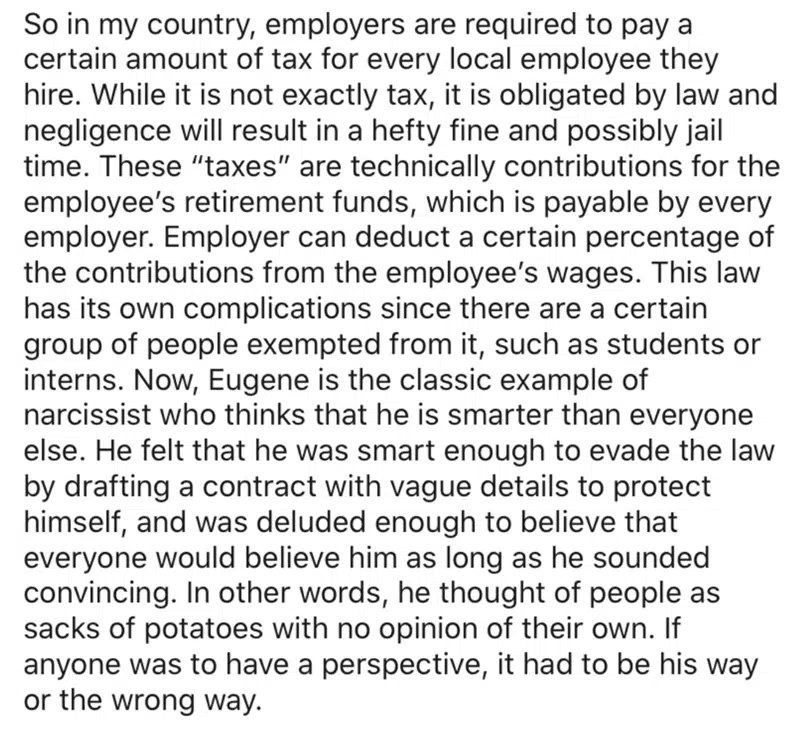 So in my country, employers are required to pay a
certain amount of tax for every local employee they
hire. While it is not exactly tax, it is obligated by law and
negligence will result in a hefty fine and possibly jail
time. These “taxes” are technically contributions for the
employee’s retirement funds, which is payable by every
employer. Employer can deduct a certain percentage of
the contributions from the employee’s wages. This law
has its own complications since there are a certain
group of people exempted from it, such as students or
interns. Now, Eugene is the classic example of
narcissist who thinks that he is smarter than everyone
else. He felt that he was smart enough to evade the law
by drafting a contract with vague details to protect
himself, and was deluded enough to believe that
everyone would believe him as long as he sounded
convincing. In other words, he thought of people as
sacks of potatoes with no opinion of their own. If
anyone was to have a perspective, it had to be his way
or the wrong way.